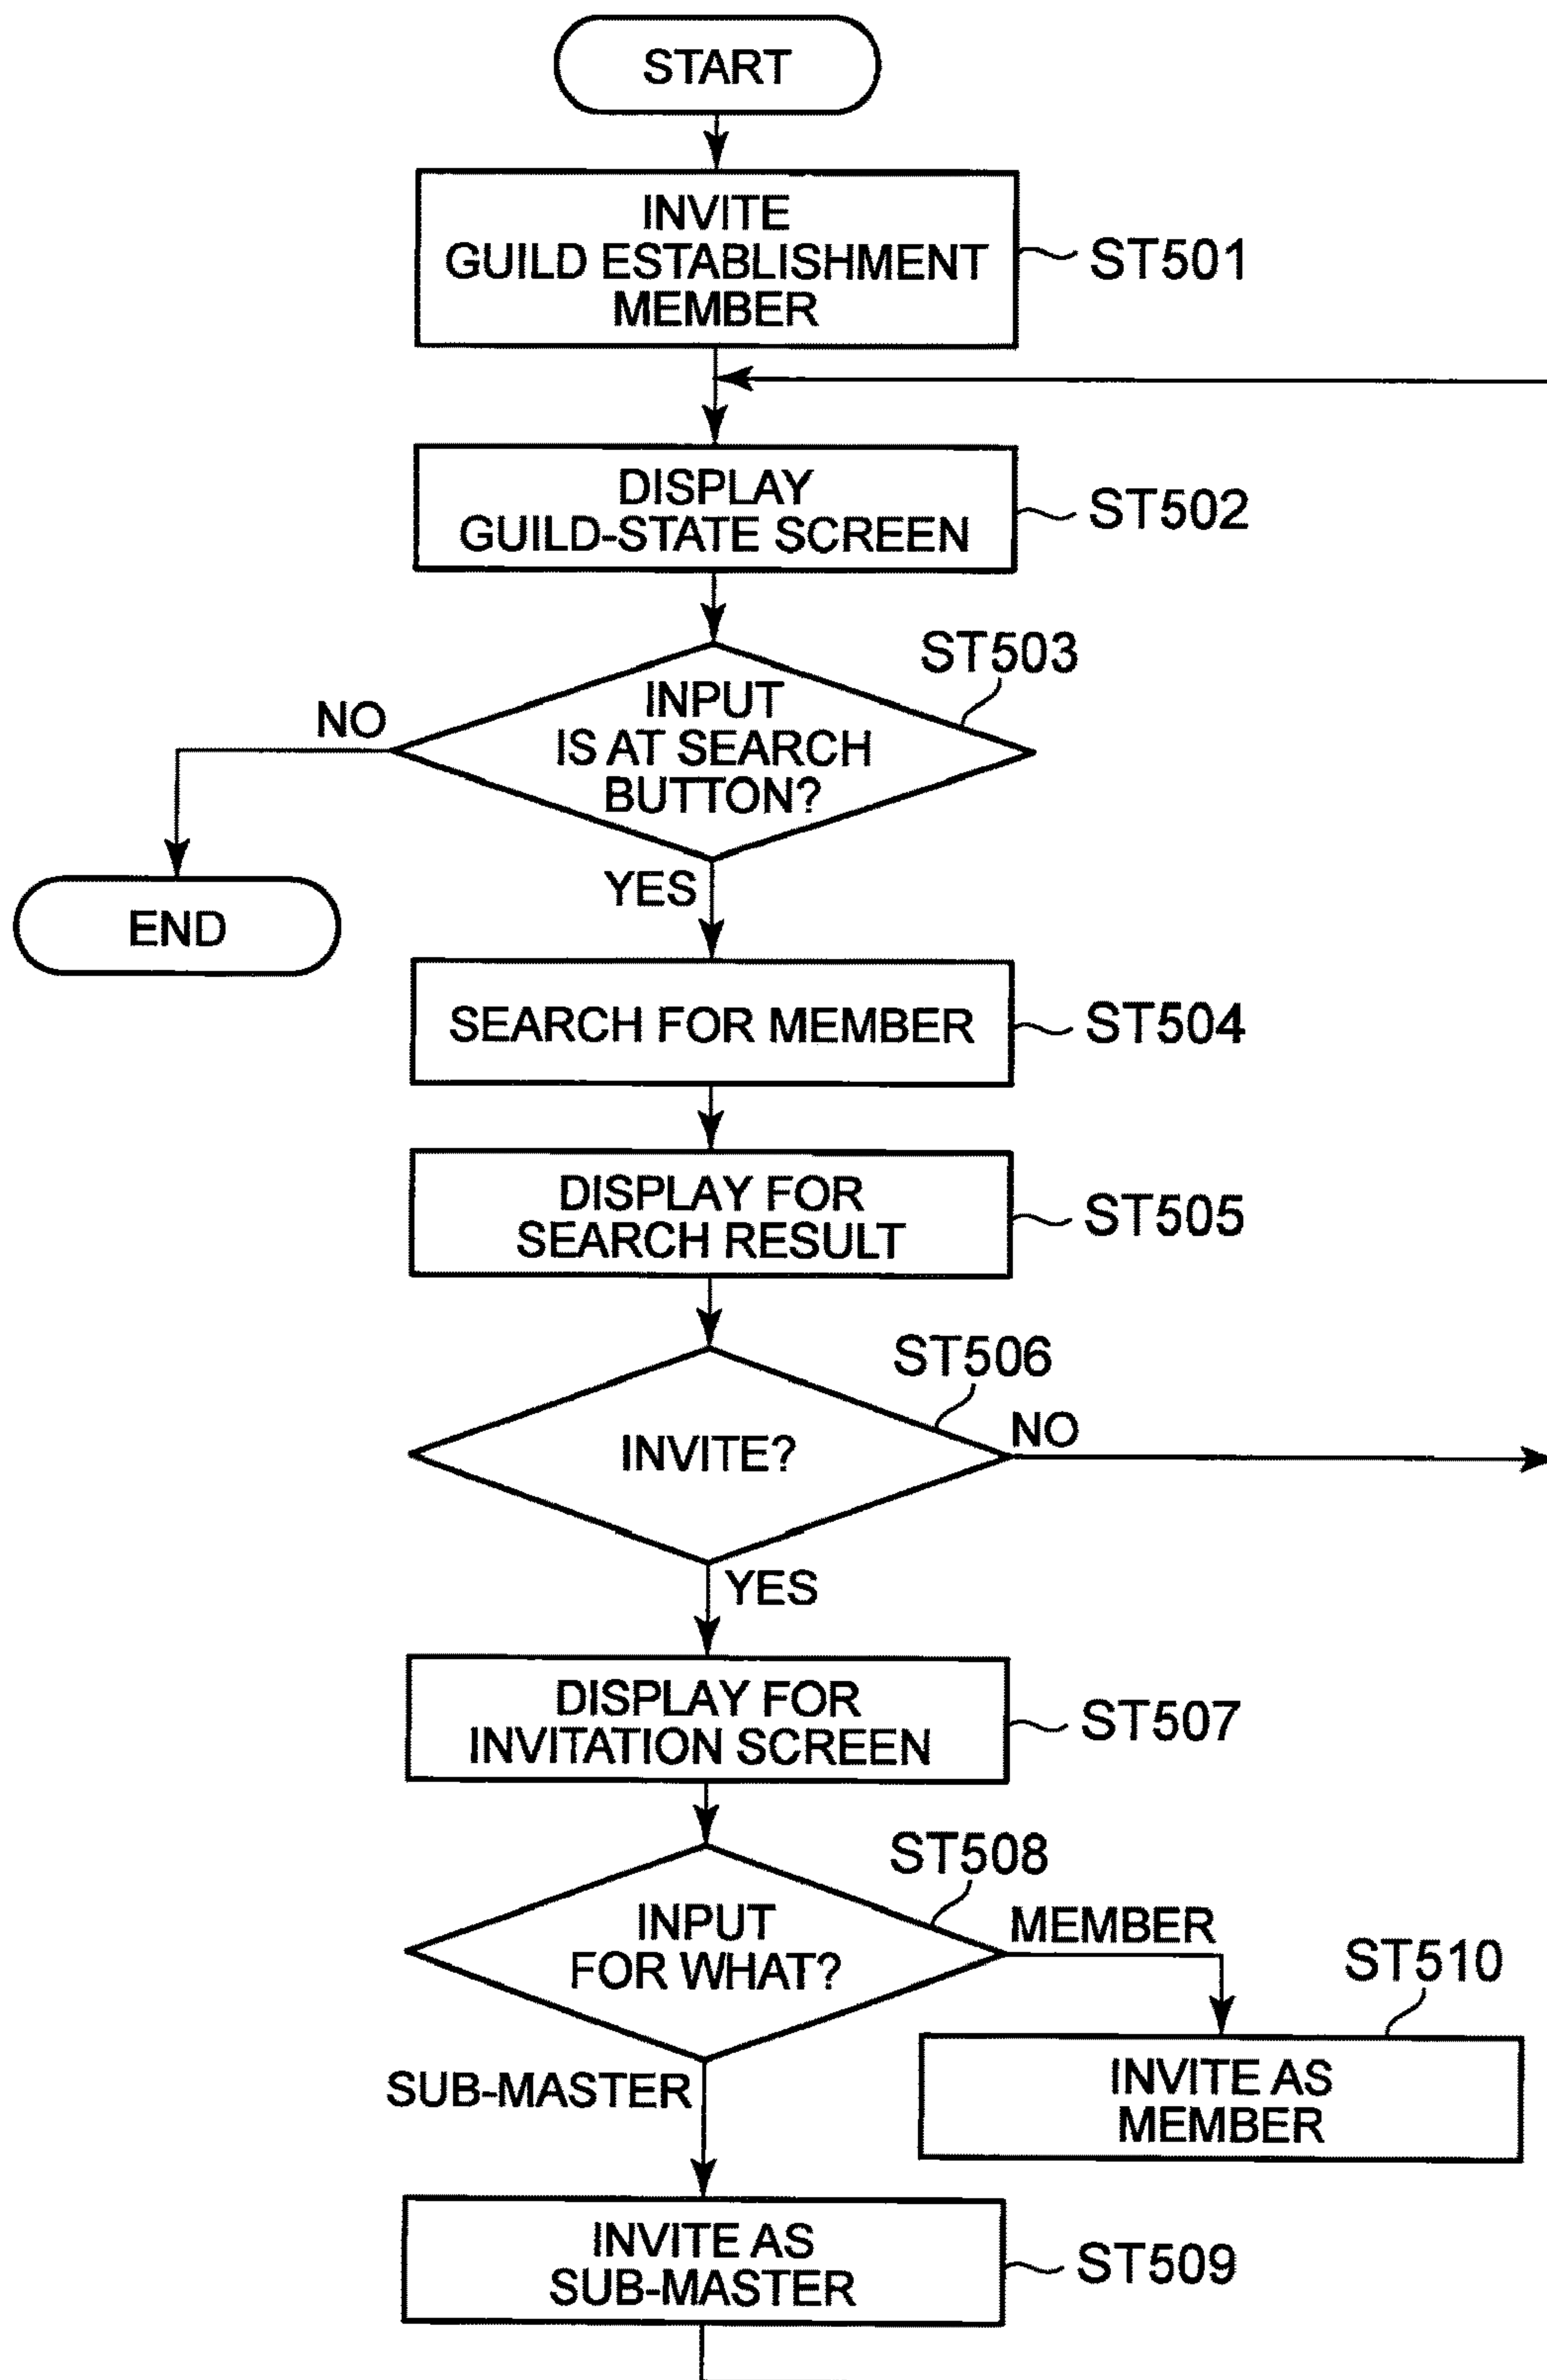 START
INVITE
GUILD ESTABLISHMENT
MEMBER
ST501
DISPLAY
GUILD-STATE SCREEN
ST502
ST503
INPUT
IS AT SEARCH
BUTTON?
NO
YES
END
SEARCH FOR MEMBER
ST504
DISPLAY FOR
SEARCH RESULT
ST505
ST506
INVITE?
NO
YES
DISPLAY FOR
INVITATION SCREEN
ST507
ST508
INPUT
FOR WHAT?
MEMBER
ST510
INVITE AS
MEMBER
SUB-MASTER
INVITE AS
SUB-MASTER
ST509